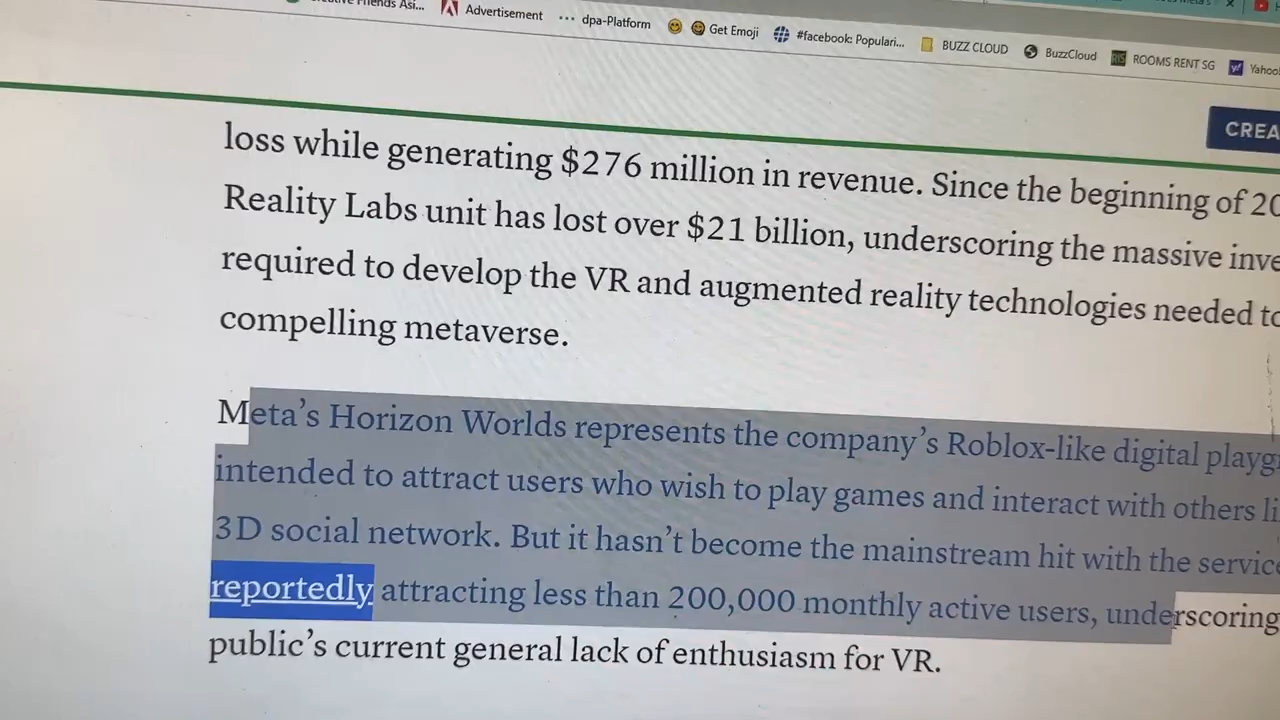 Advertisement dpa-Platform Get Emoji #facebook: Populari... BUZZ CLOUD BuzzCloud ROOMS RENT SG Yahoo
CREA
loss while generating $276 million in revenue. Since the beginning of 20
Reality Labs unit has lost over $21 billion, underscoring the massive inve
required to develop the VR and augmented reality technologies needed to
compelling metaverse.
Meta’s Horizon Worlds represents the company’s Roblox-like digital playg
intended to attract users who wish to play games and interact with others li
3D social network. But it hasn’t become the mainstream hit with the service
reportedly attracting less than 200,000 monthly active users, underscoring
public’s current general lack of enthusiasm for VR.